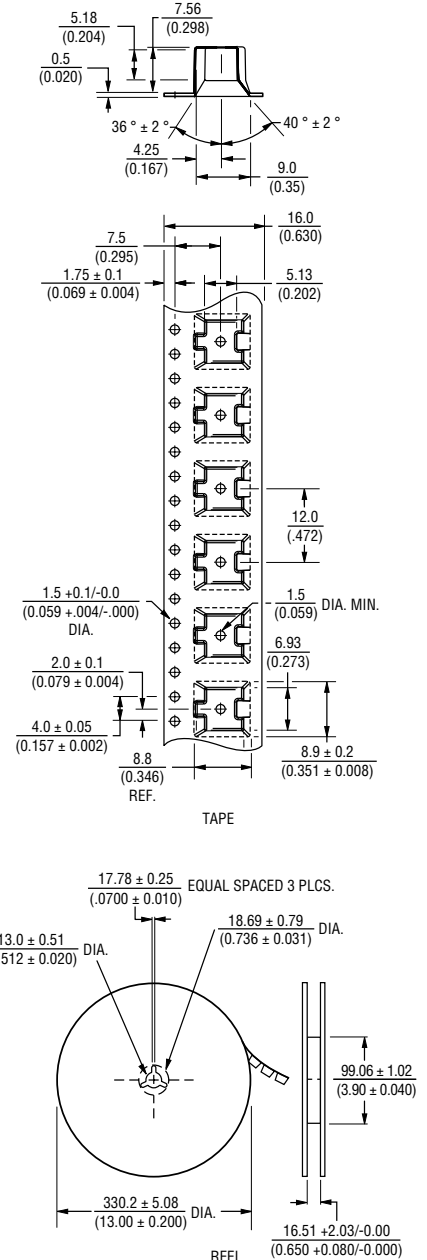 5.18
(0.204)
7.56
(0.298)
0.5
(0.020)
36 ° ± 2 °
40 ° ± 2 °
4.25
(0.167)
9.0
(0.35)
16.0
(0.630)
7.5
(0.295)
1.75 ± 0.1
(0.069 ± 0.004)
5.13
(0.202)
12.0
(.472)
1.5 +0.1/-0.0
(0.059 +.004/-.000)
DIA.
1.5
(0.059) DIA. MIN.
2.0 ± 0.1
(0.079 ± 0.004)
6.93
(0.273)
4.0 ± 0.05
(0.157 ± 0.002)
8.9 ± 0.2
(0.351 ± 0.008)
8.8
(0.346)
REF.
TAPE
17.78 ± 0.25
(.0700 ± 0.010)
EQUAL SPACED 3 PLCS.
18.69 ± 0.79
(0.736 ± 0.031)
DIA.
13.0 ± 0.51
.512 ± 0.020)
DIA.
99.06 ± 1.02
(3.90 ± 0.040)
330.2 ± 5.08
(13.00 ± 0.200)
DIA.
16.51 +2.03/-0.00
(0.650 +0.080/-0.000)
REEL